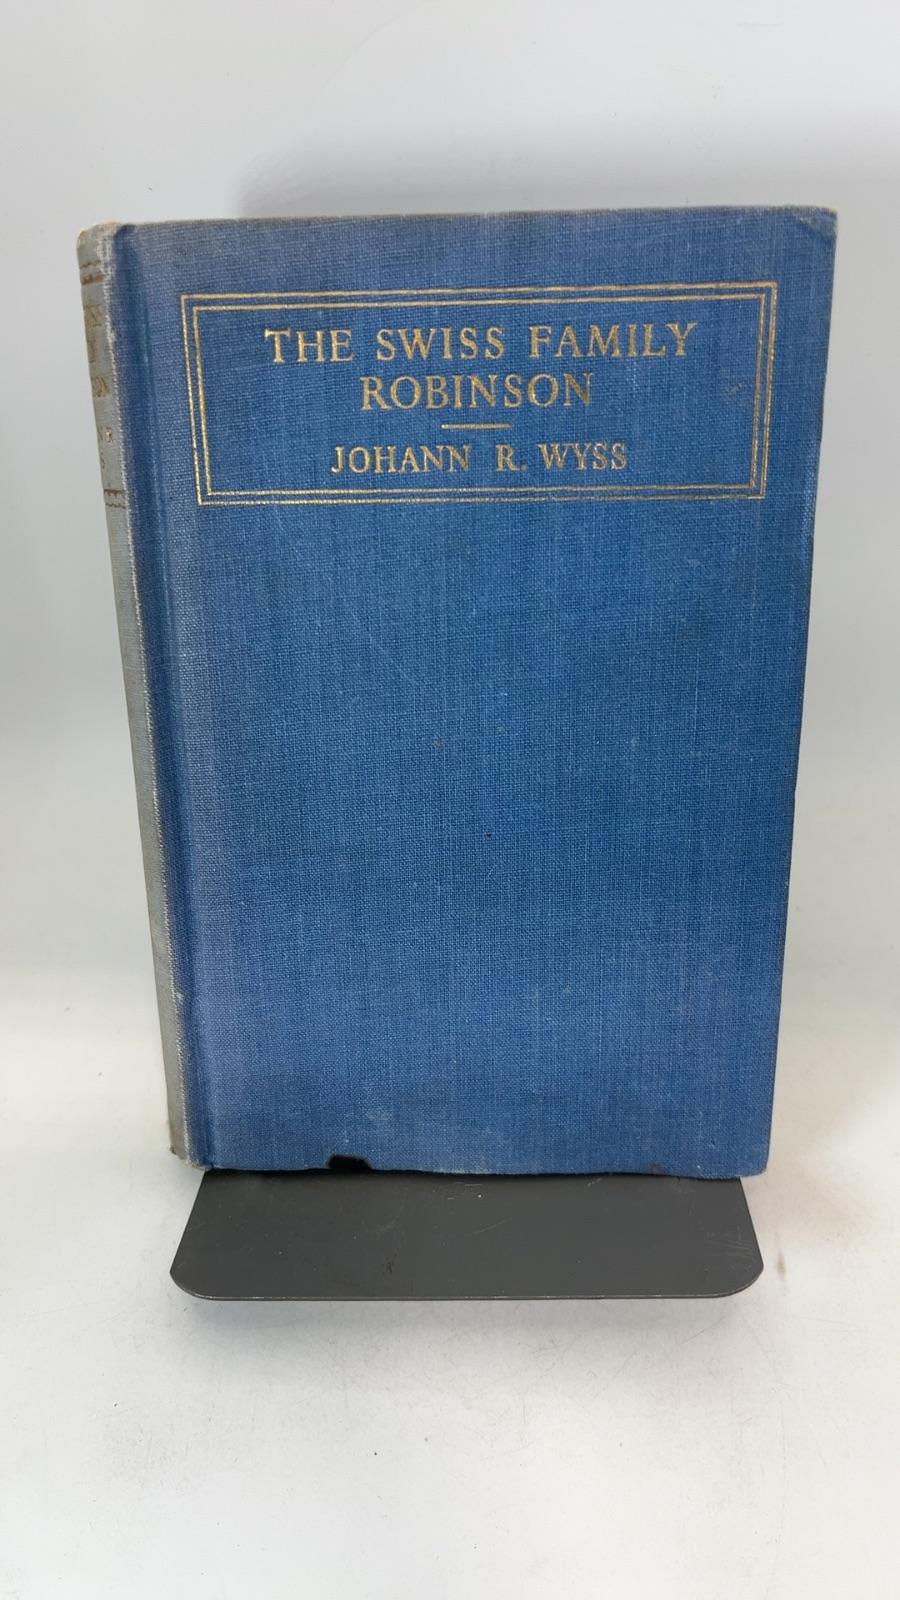 THE SWISS FAMILY
ROBINSON
JOHANN R. WYSS